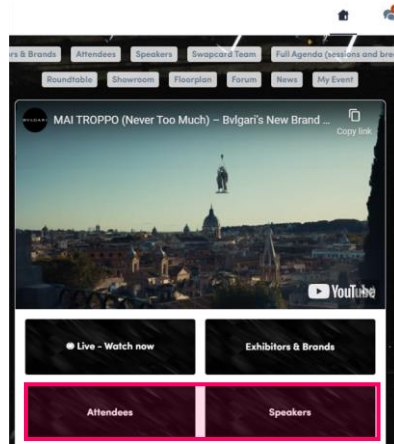 rs & Brands Attendees Speakers Swapcard Team Full Agenda (sessions and brea
Roundtable Showroom Floorplan Forum News My Event
BVLGARI MAI TROPPO (Never Too Much) – Bvlgari's New Brand ...
Copy link
YouTube
Live - Watch now Exhibitors & Brands
Attendees Speakers